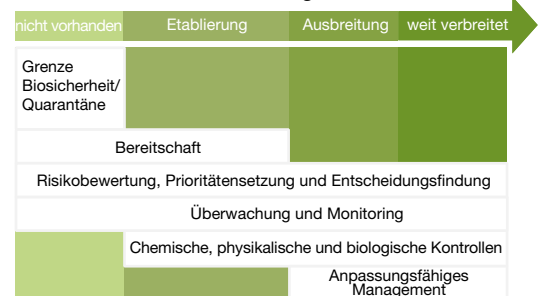 nicht vorhanden Etablierung Ausbreitung weit verbreitet
Grenze
Biosicherheit/
Quarantäne
Bereitschaft
Risikobewertung, Prioritätensetzung und Entscheidungsfindung
Überwachung und Monitoring
Chemische, physikalische und biologische Kontrollen
Anpassungsfähiges
Management